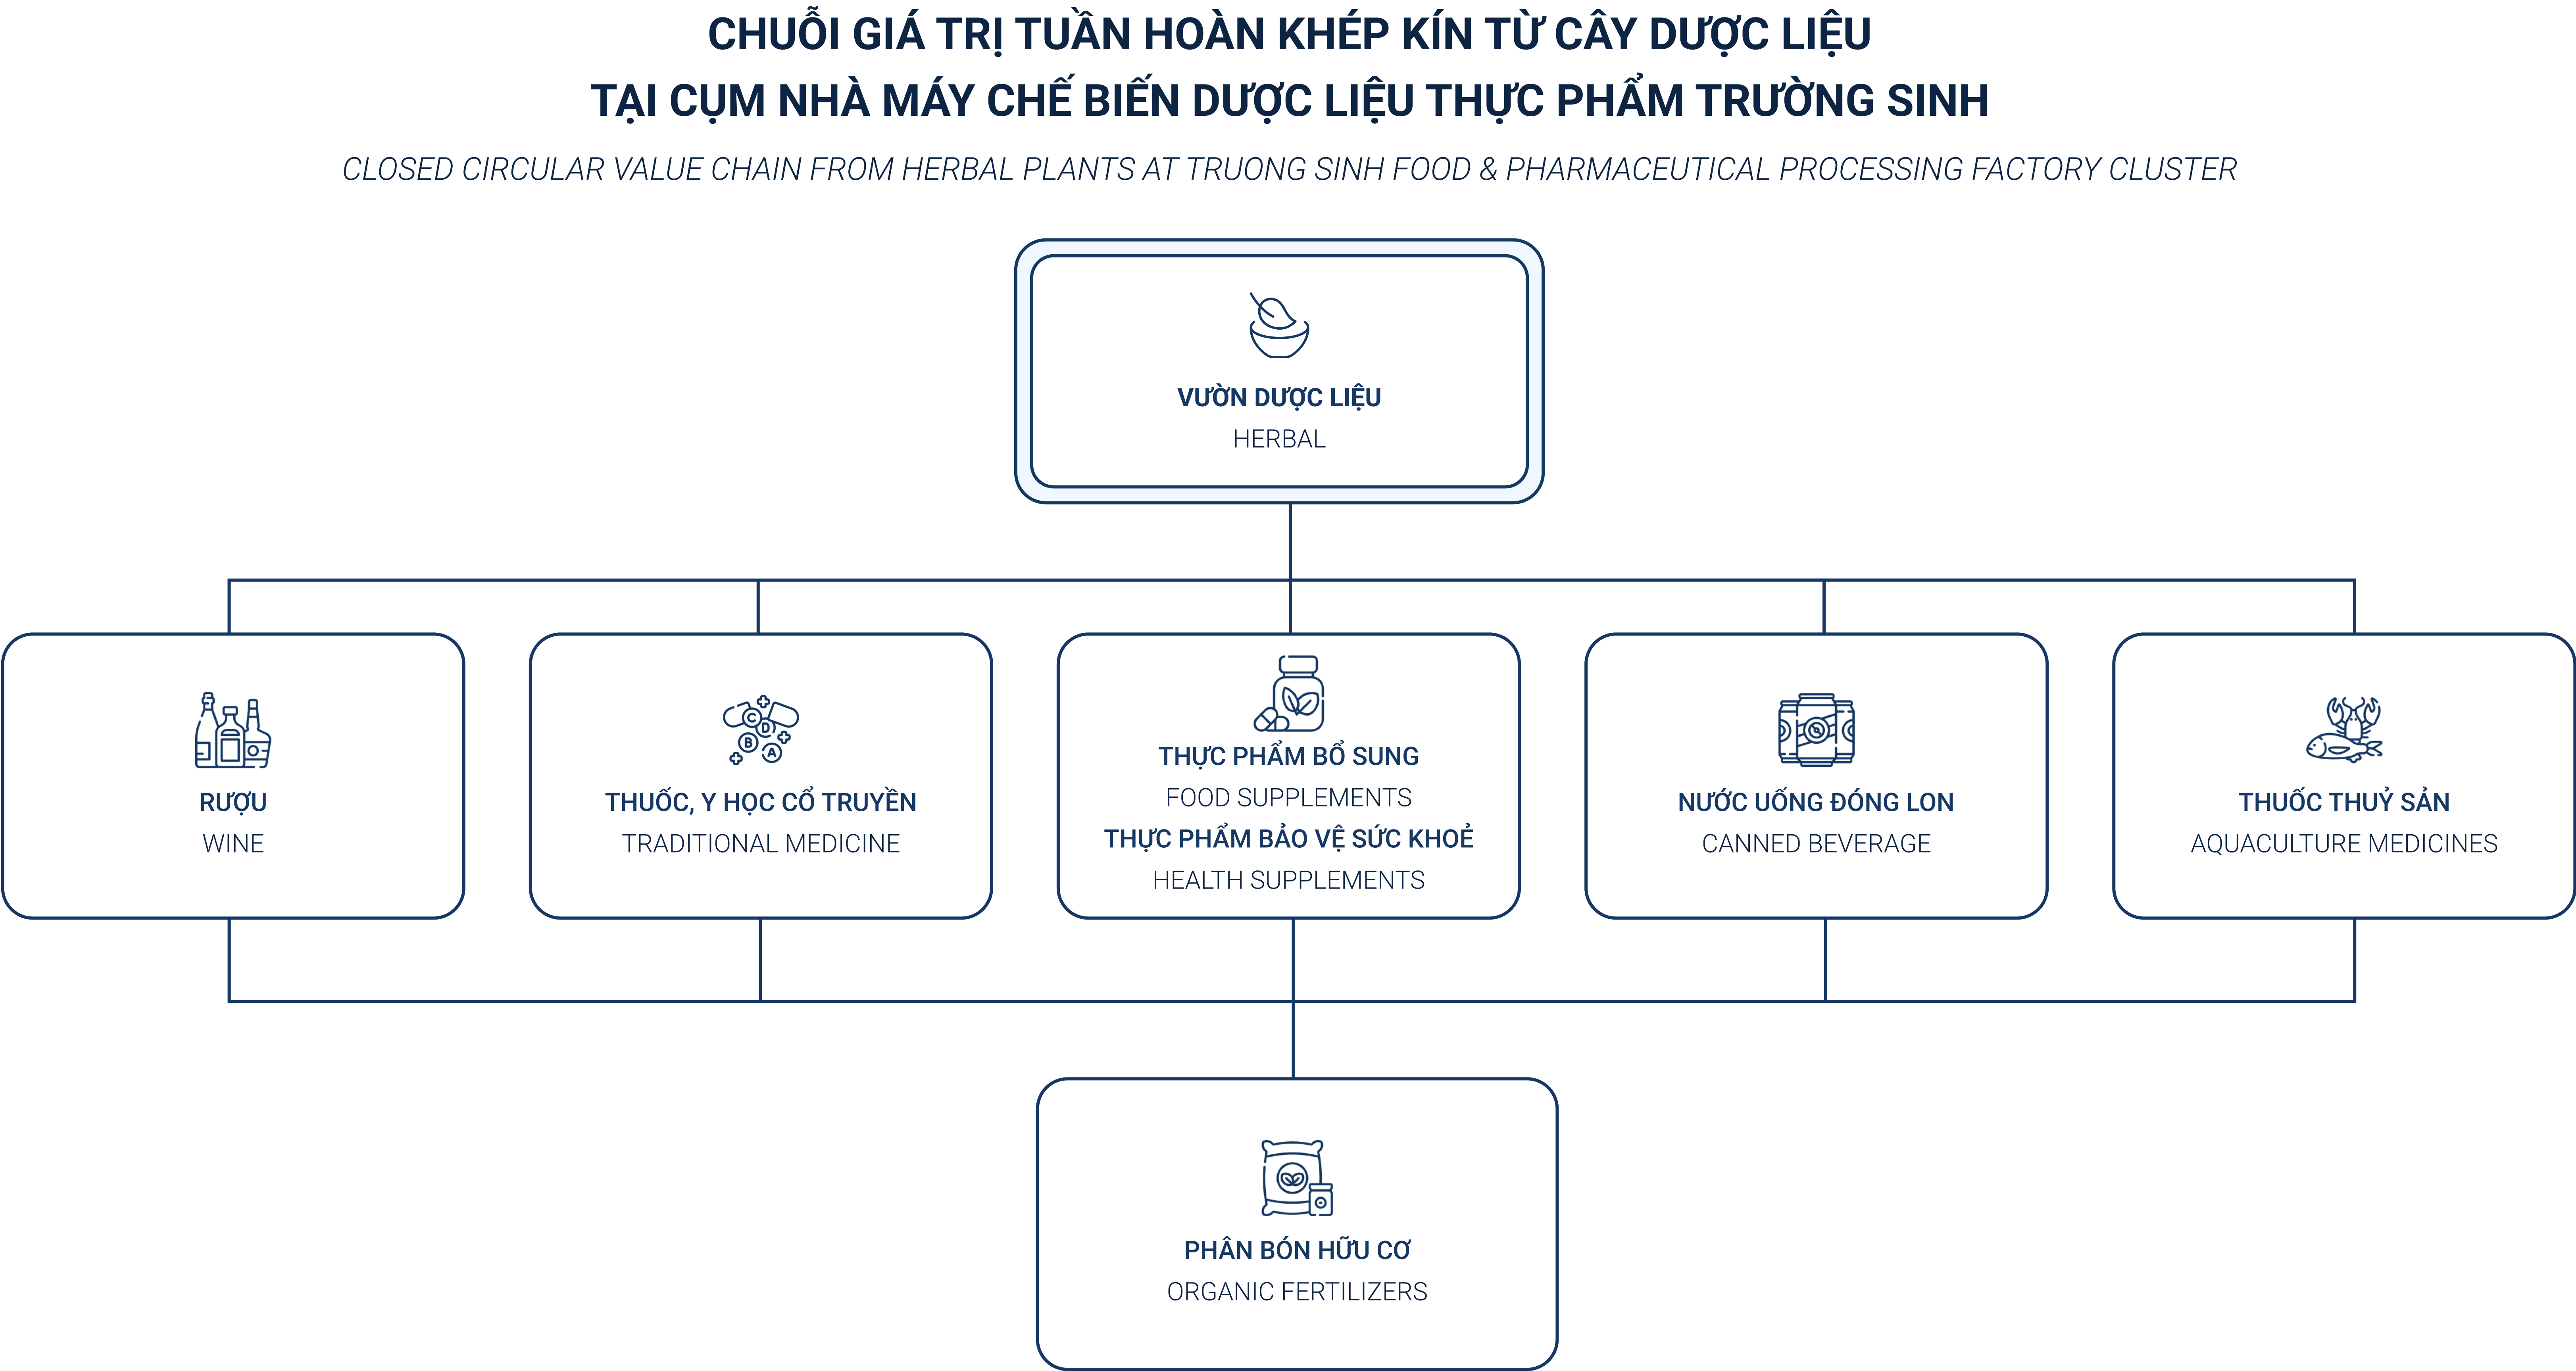 CHUỖI GIÁ TRỊ TUẦN HOÀN KHÉP KÍN TỪ CÂY DƯỢC LIỆU
TẠI CỤM NHÀ MÁY CHẾ BIẾN DƯỢC LIỆU THỰC PHẨM TRƯỜNG SINH
CLOSED CIRCULAR VALUE CHAIN FROM HERBAL PLANTS AT TRUONG SINH FOOD & PHARMACEUTICAL PROCESSING FACTORY CLUSTER
VƯỜN DƯỢC LIỆU
HERBAL
RƯỢU
WINE
C
D
B
A
THUỐC, Y HỌC CỔ TRUYỀN
TRADITIONAL MEDICINE
THỰC PHẨM BỔ SUNG
FOOD SUPPLEMENTS
THỰC PHẨM BẢO VỆ SỨC KHOẺ
HEALTH SUPPLEMENTS
NƯỚC UỐNG ĐÓNG LON
CANNED BEVERAGE
THUỐC THUỶ SẢN
AQUACULTURE MEDICINES
PHÂN BÓN HỮU CƠ
ORGANIC FERTILIZERS